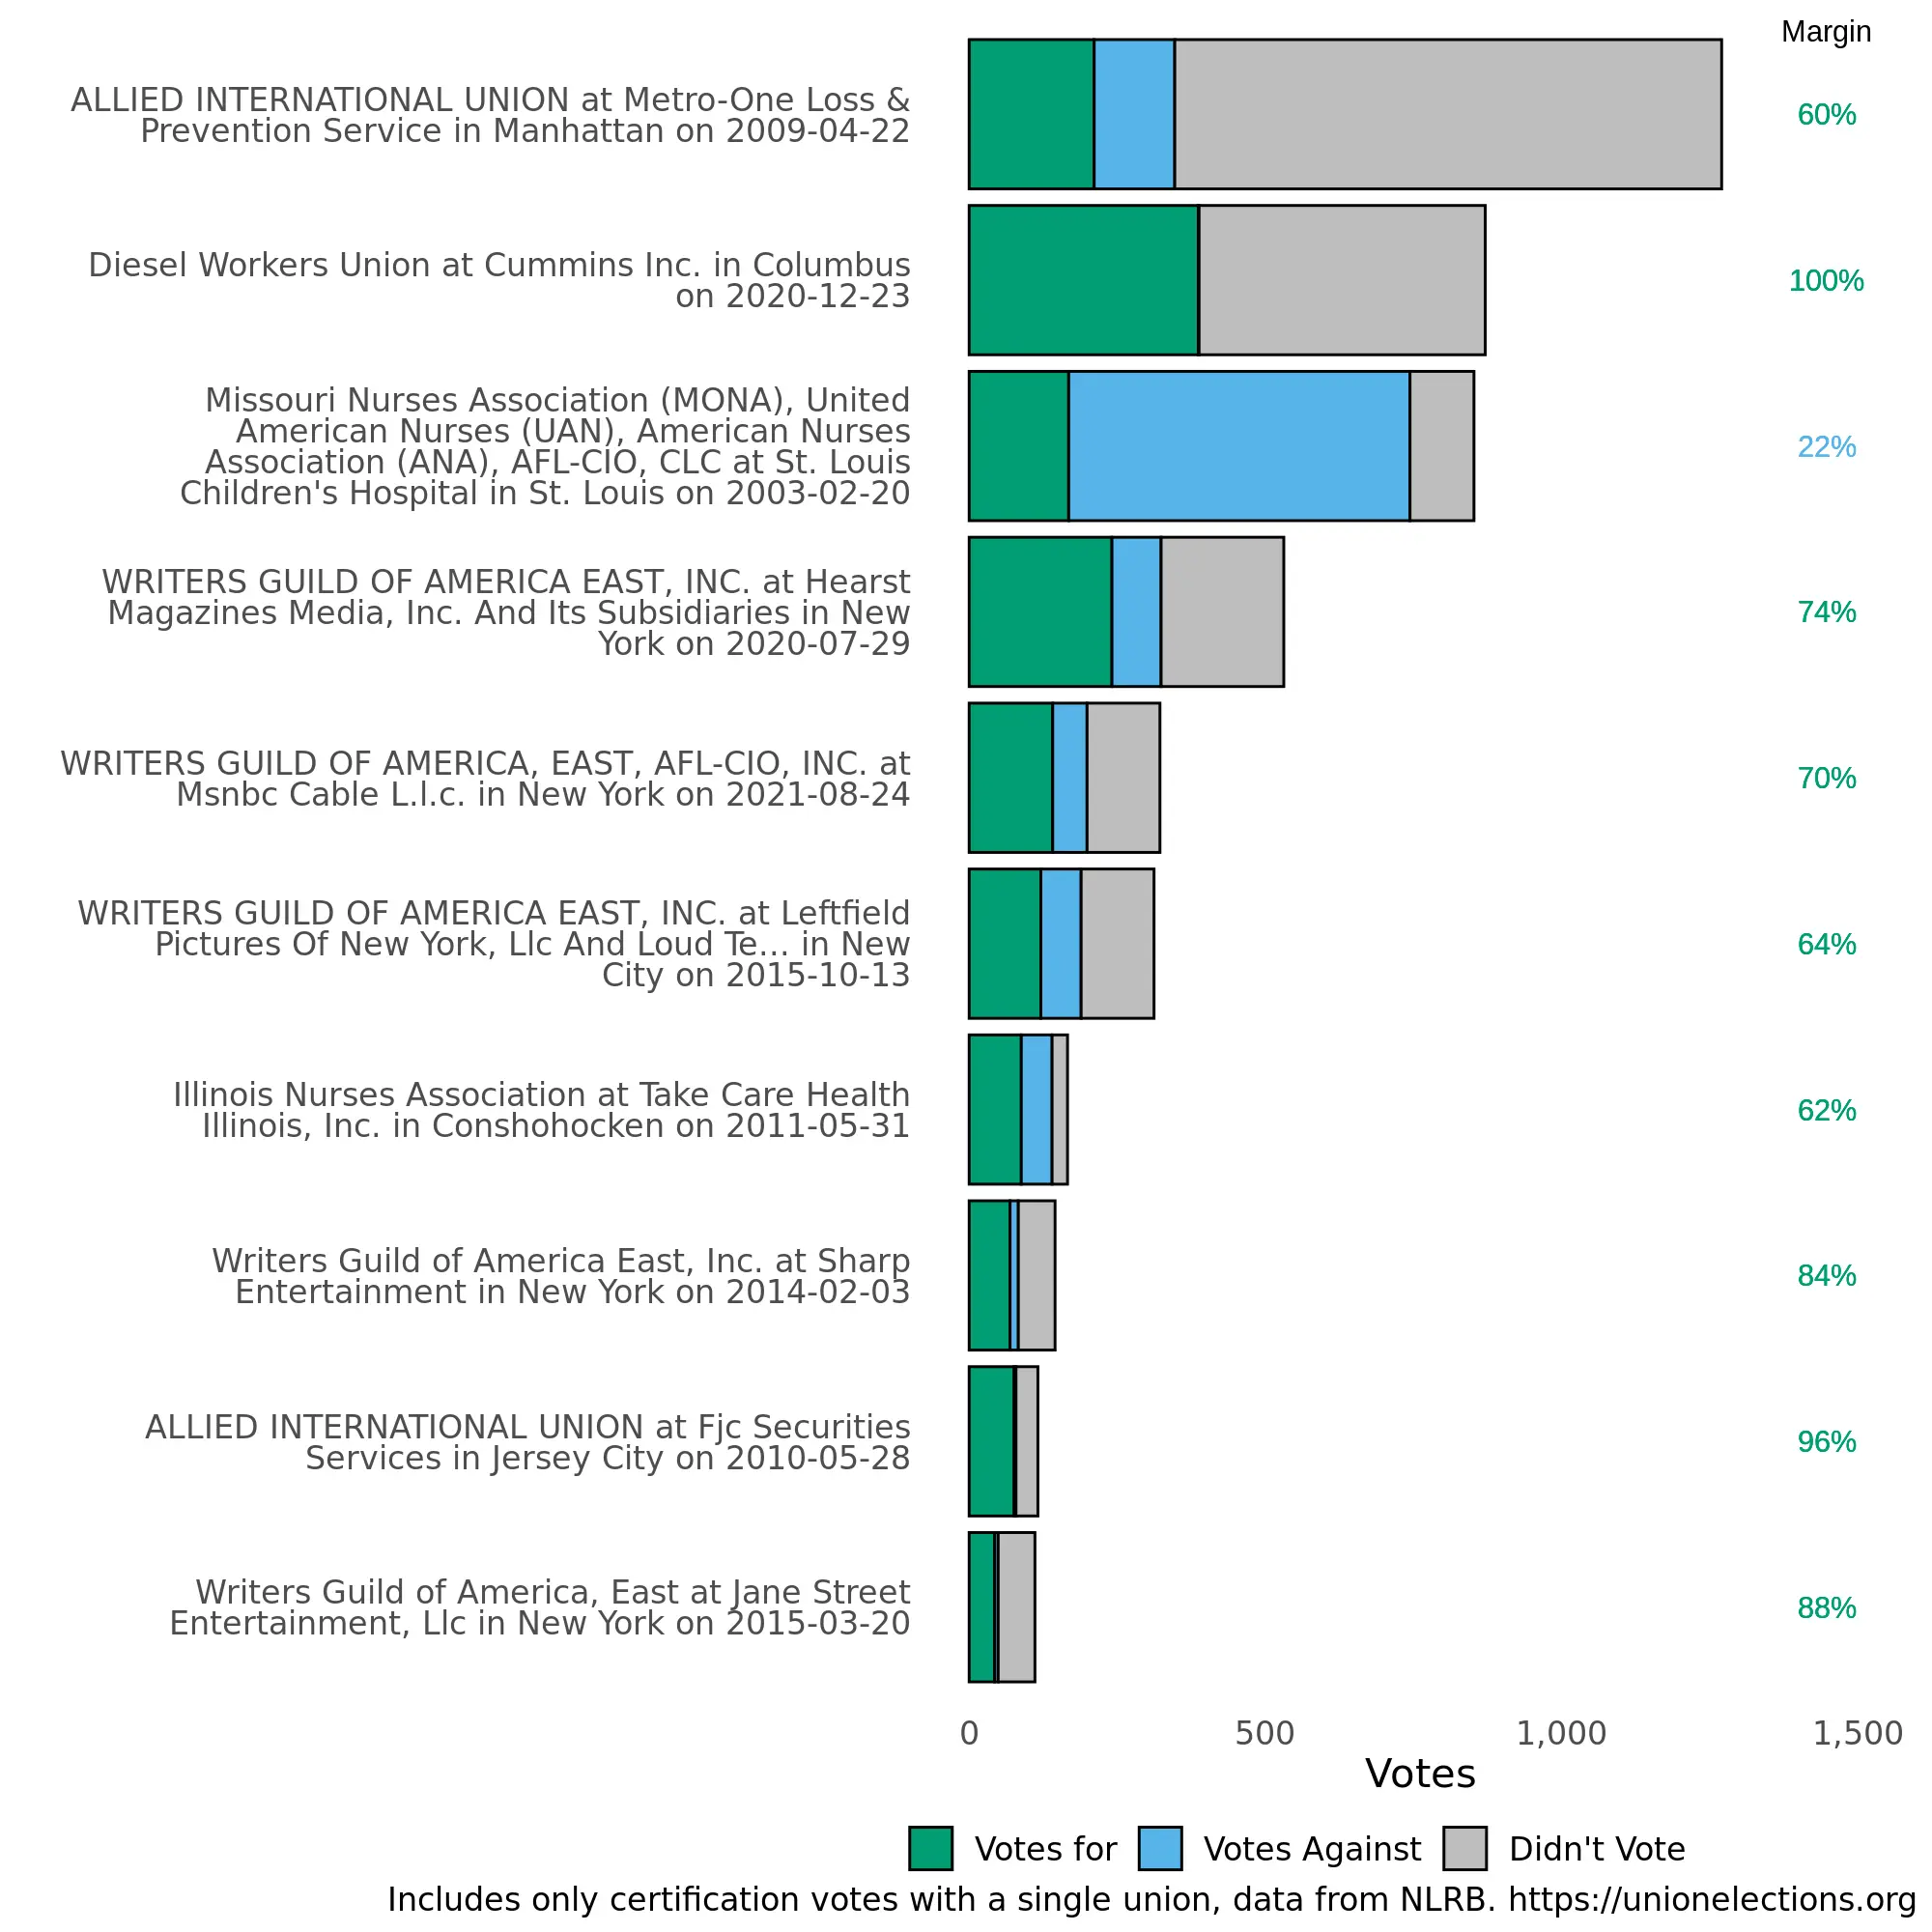 Margin
ALLIED INTERNATIONAL UNION at Metro-One Loss &
Prevention Service in Manhattan on 2009-04-22
60%
Diesel Workers Union at Cummins Inc. in Columbus
on 2020-12-23
100%
Missouri Nurses Association (MONA), United
American Nurses (UAN), American Nurses
Association (ANA), AFL-CIO, CLC at St. Louis
Children's Hospital in St. Louis on 2003-02-20
22%
WRITERS GUILD OF AMERICA EAST, INC. at Hearst
Magazines Media, Inc. And Its Subsidiaries in New
York on 2020-07-29
74%
WRITERS GUILD OF AMERICA, EAST, AFL-CIO, INC. at
Msnbc Cable L.l.c. in New York on 2021-08-24
70%
WRITERS GUILD OF AMERICA EAST, INC. at Leftfield
Pictures Of New York, Llc And Loud Te... in New
City on 2015-10-13
64%
Illinois Nurses Association at Take Care Health
Illinois, Inc. in Conshohocken on 2011-05-31
62%
Writers Guild of America East, Inc. at Sharp
Entertainment in New York on 2014-02-03
84%
ALLIED INTERNATIONAL UNION at Fjc Securities
Services in Jersey City on 2010-05-28
96%
Writers Guild of America, East at Jane Street
Entertainment, Llc in New York on 2015-03-20
88%
0 500 1,000 1,500
Votes
Votes for Votes Against Didn't Vote
Includes only certification votes with a single union, data from NLRB. https://unionelections.org